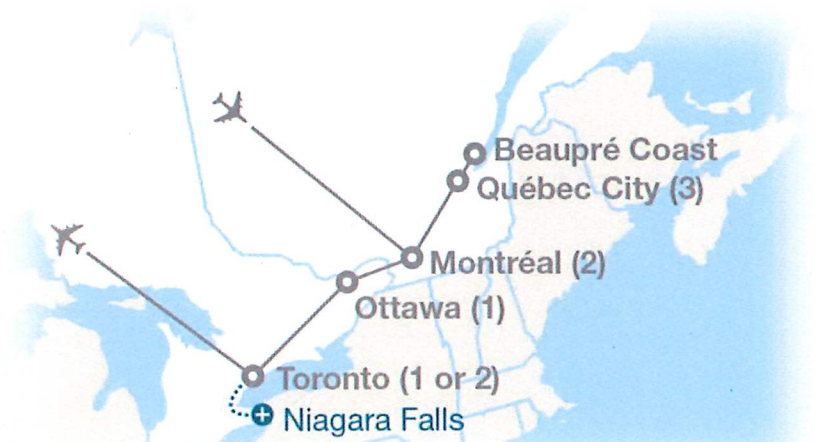 Beaupré Coast
Québec City (3)
Montréal (2)
Ottawa (1)
Toronto (1 or 2)
Niagara Falls